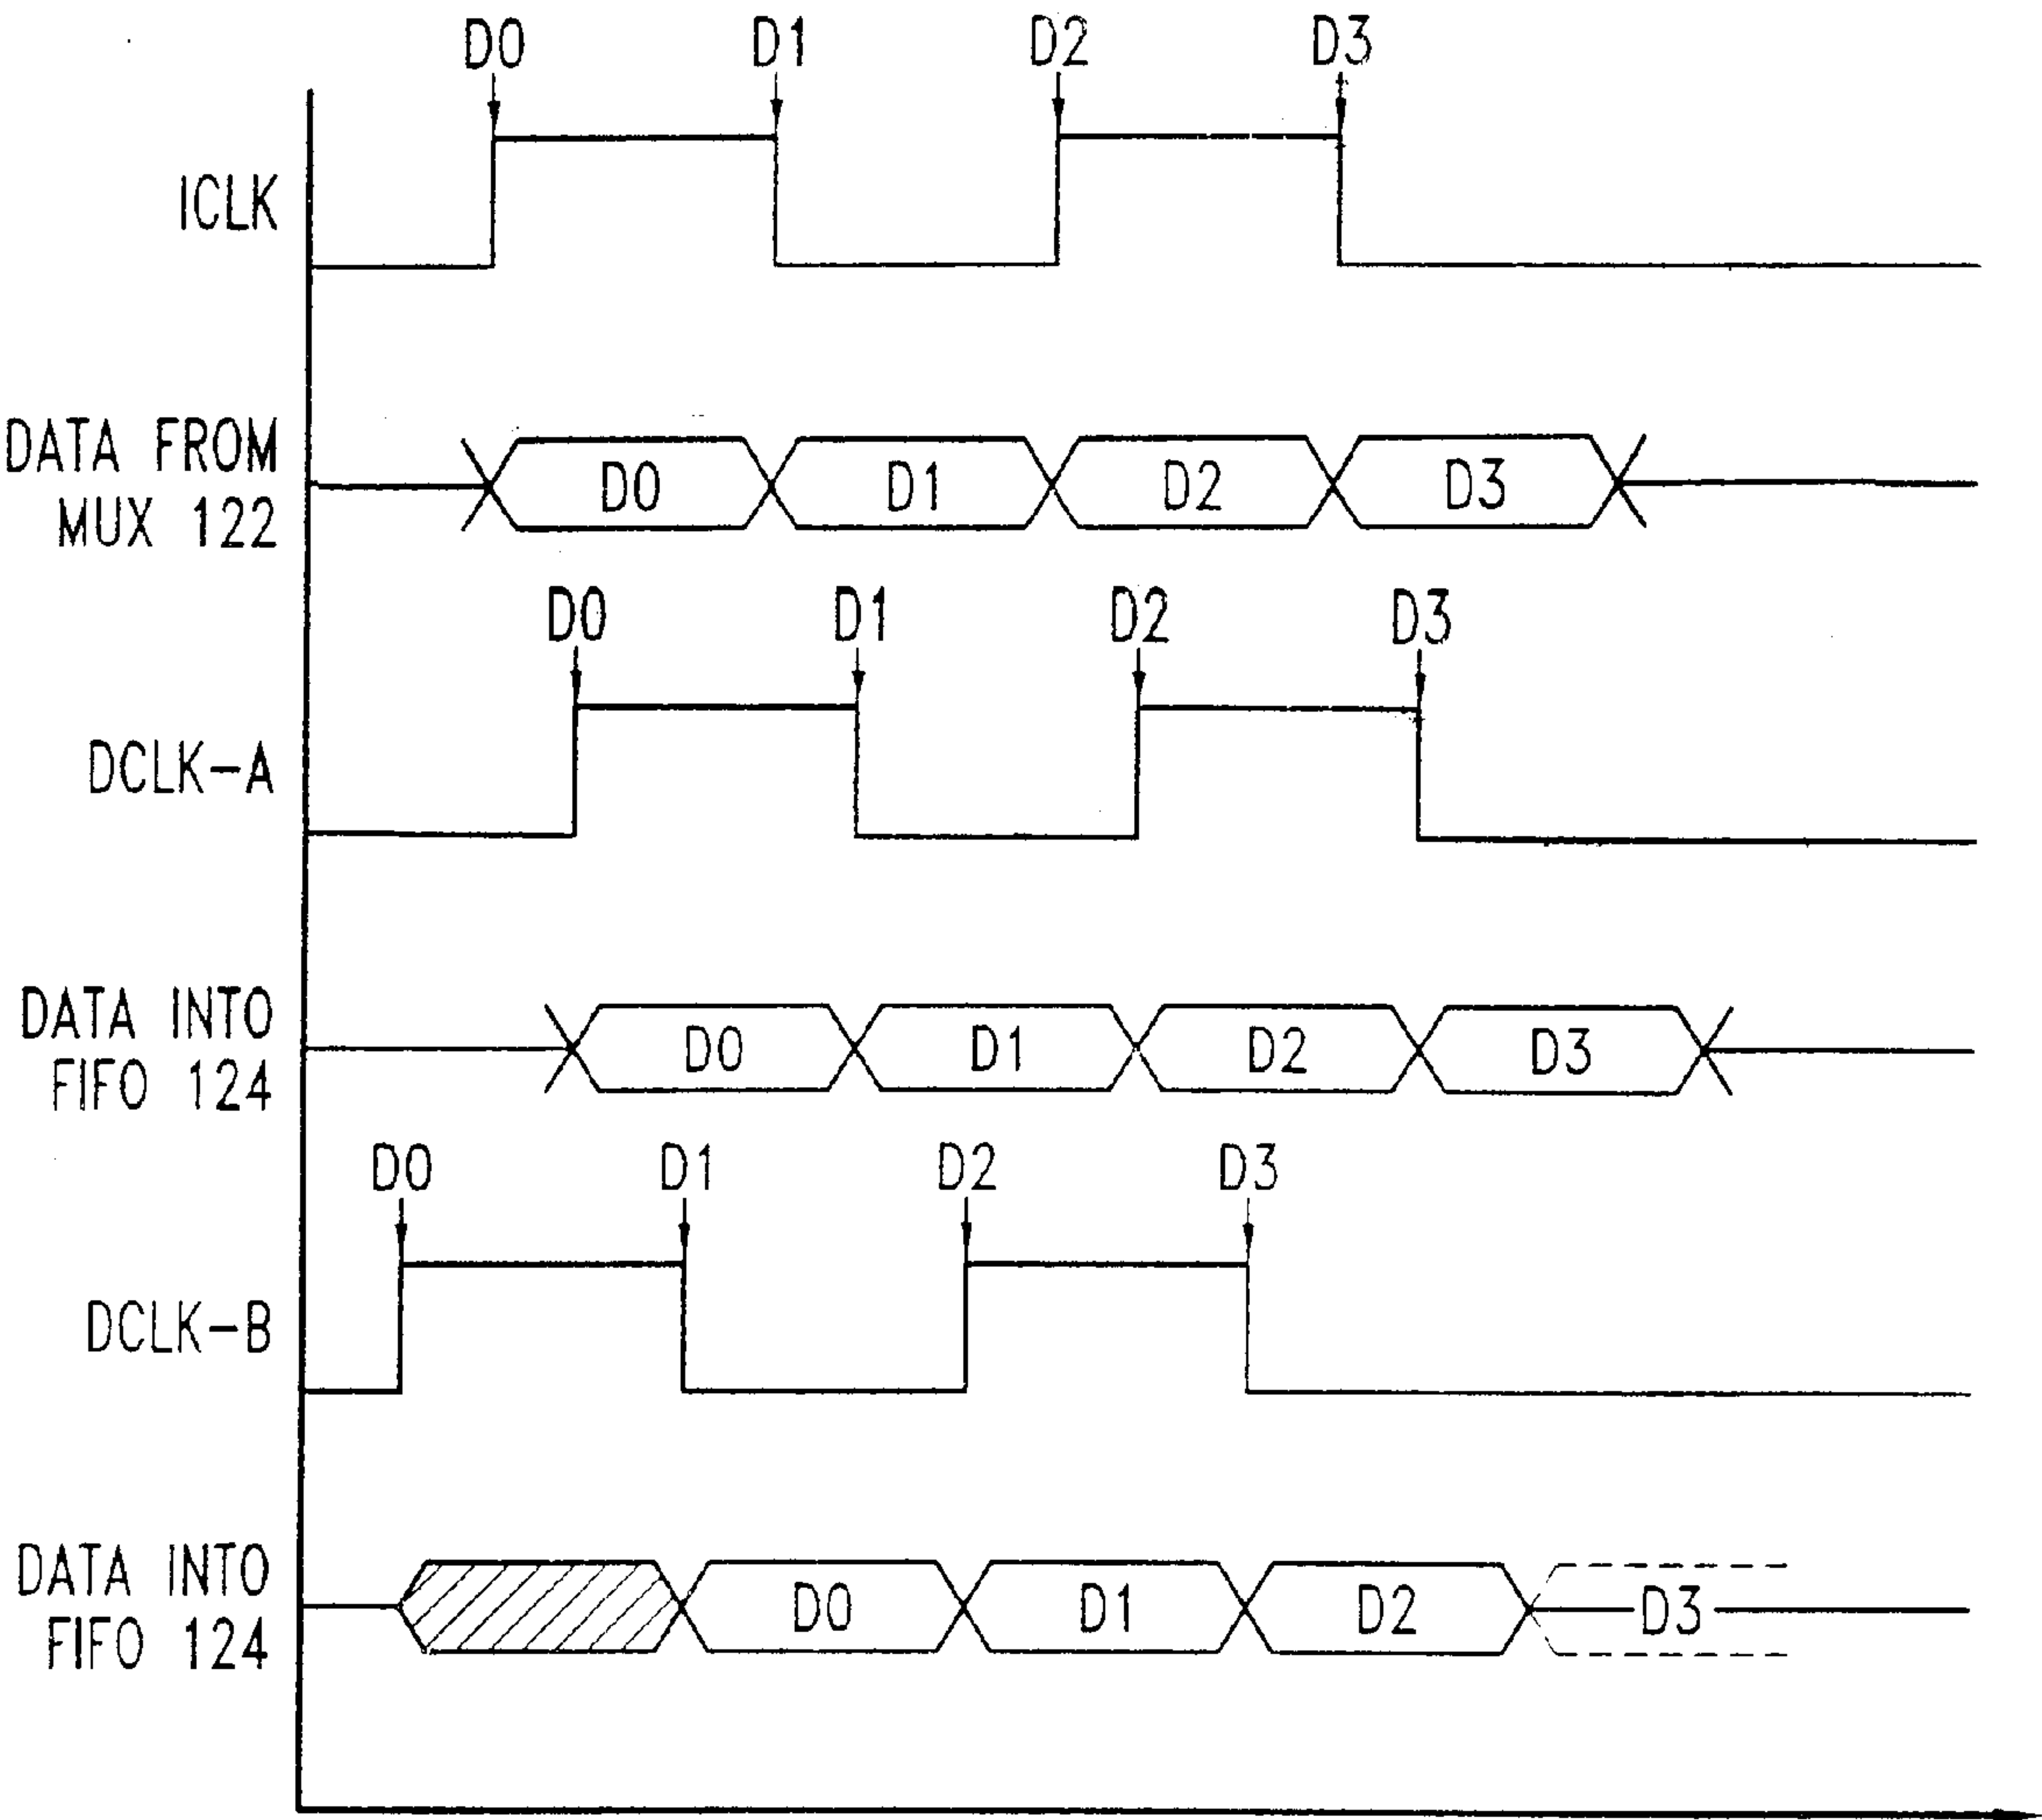 D0 D1 D2 D3
ICLK
DATA FROM
MUX 122
D0 D1 D2 D3
D0 D1 D2 D3
DCLK-A
DATA INTO
FIFO 124
D0 D1 D2 D3
D0 D1 D2 D3
DCLK-B
DATA INTO
FIFO 124
D0 D1 D2 D3